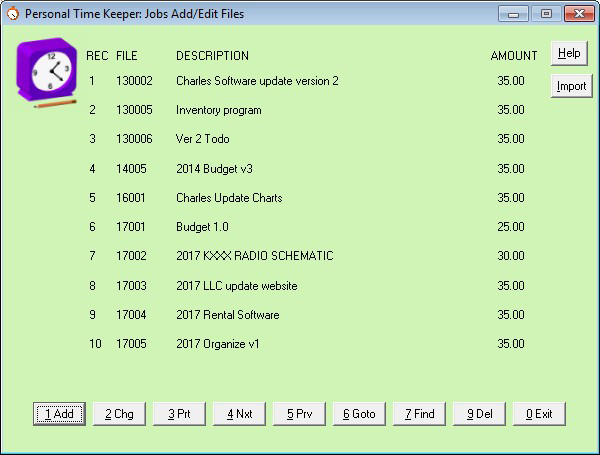 Personal Time Keeper: Jobs Add/Edit Files
REC FILE DESCRIPTION AMOUNT Help
1 130002 Charles Software update version 2 35.00
Import
2 130005 Inventory program 35.00
3 130006 Ver 2 Todo 35.00
4 14005 2014 Budget v3 35.00
5 16001 Charles Update Charts 35.00
6 17001 Budget 1.0 25.00
7 17002 2017 KXXX RADIO SCHEMATIC 30.00
8 17003 2017 LLC update website 35.00
9 17004 2017 Rental Software 35.00
10 17005 2017 Organize v1 35.00
1 Add 2 Chg 3 Prt 4 Nxt 5 Prv 6 Goto 7 Find 9 Del 0 Exit